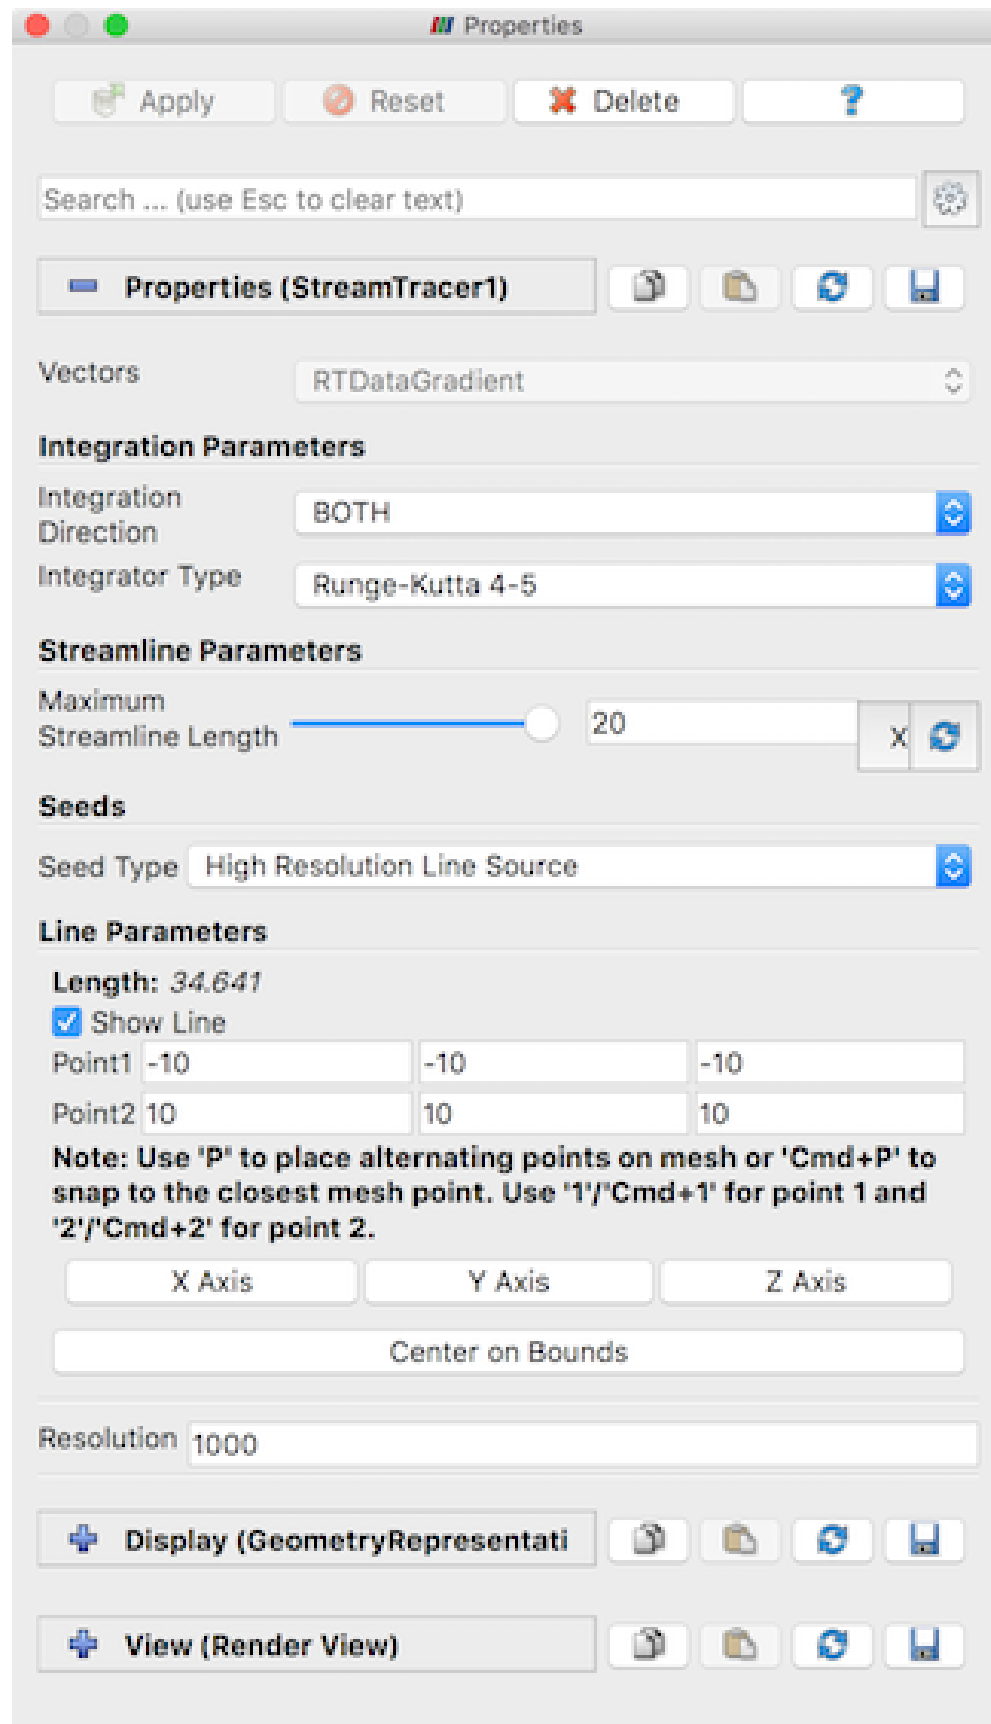 Properties
Apply Reset Delete ?
Search ... (use Esc to clear text)
Properties (StreamTracer1)
Vectors RTDataGradient
Integration Parameters
Integration
Direction BOTH
Integrator Type Runge-Kutta 4-5
Streamline Parameters
Maximum
Streamline Length 20 X
Seeds
Seed Type High Resolution Line Source
Line Parameters
Length: 34.641
Show Line
Point1 -10 -10 -10
Point2 10 10 10
Note: Use 'P' to place alternating points on mesh or 'Cmd+P' to
snap to the closest mesh point. Use '1'/'Cmd+1' for point 1 and
'2'/'Cmd+2' for point 2.
X Axis Y Axis Z Axis
Center on Bounds
Resolution 1000
Display (GeometryRepresentati
View (Render View)